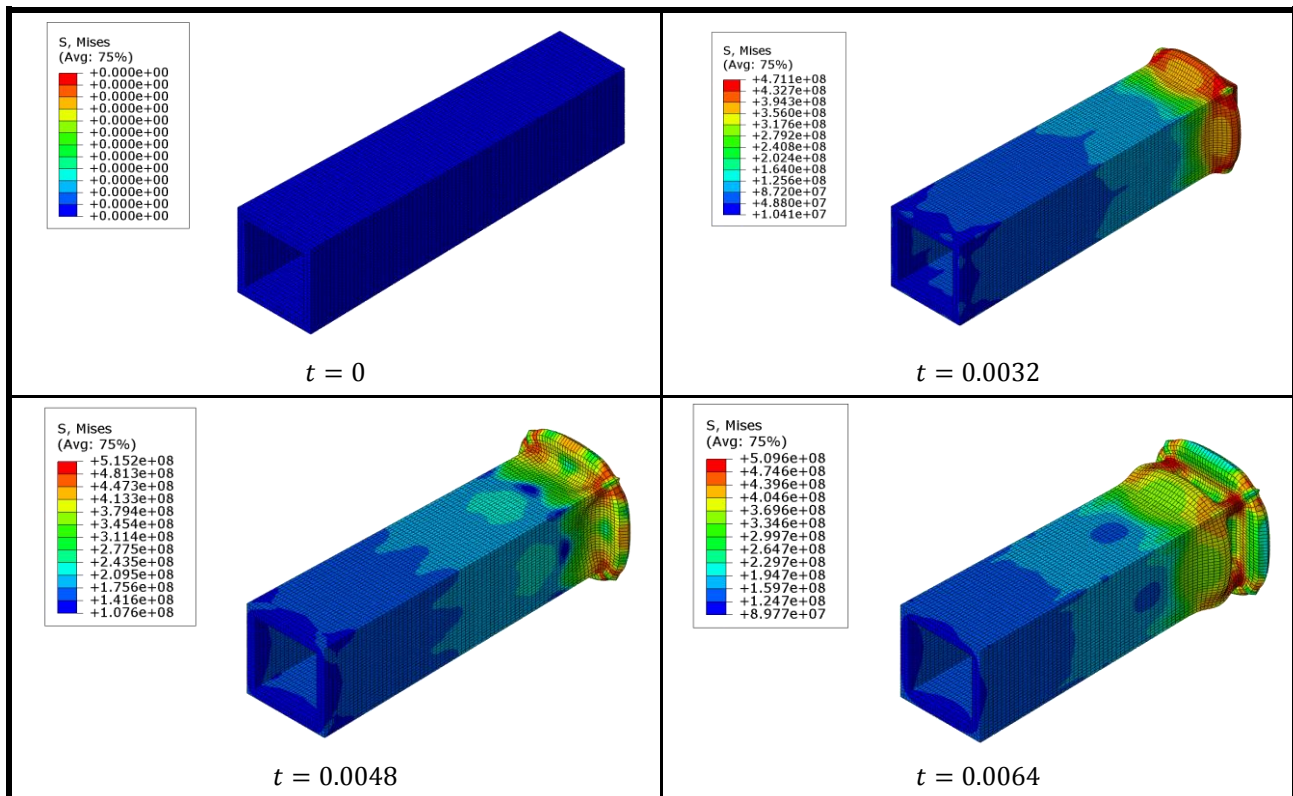 S, Mises
(Avg: 75%)
+0.000e+00
+0.000e+00
+0.000e+00
+0.000e+00
+0.000e+00
+0.000e+00
+0.000e+00
+0.000e+00
+0.000e+00
+0.000e+00
+0.000e+00
+0.000e+00
+0.000e+00
t = 0
S, Mises
(Avg: 75%)
+4.711e+08
+4.327e+08
+3.943e+08
+3.560e+08
+3.176e+08
+2.792e+08
+2.408e+08
+2.024e+08
+1.640e+08
+1.256e+08
+8.720e+07
+4.880e+07
+1.041e+07
t = 0.0032
S, Mises
(Avg: 75%)
+5.152e+08
+4.813e+08
+4.473e+08
+4.133e+08
+3.794e+08
+3.454e+08
+3.114e+08
+2.775e+08
+2.435e+08
+2.095e+08
+1.756e+08
+1.416e+08
+1.076e+08
t = 0.0048
S, Mises
(Avg: 75%)
+5.096e+08
+4.746e+08
+4.396e+08
+4.046e+08
+3.696e+08
+3.346e+08
+2.997e+08
+2.647e+08
+2.297e+08
+1.947e+08
+1.597e+08
+1.247e+08
+8.977e+07
t = 0.0064